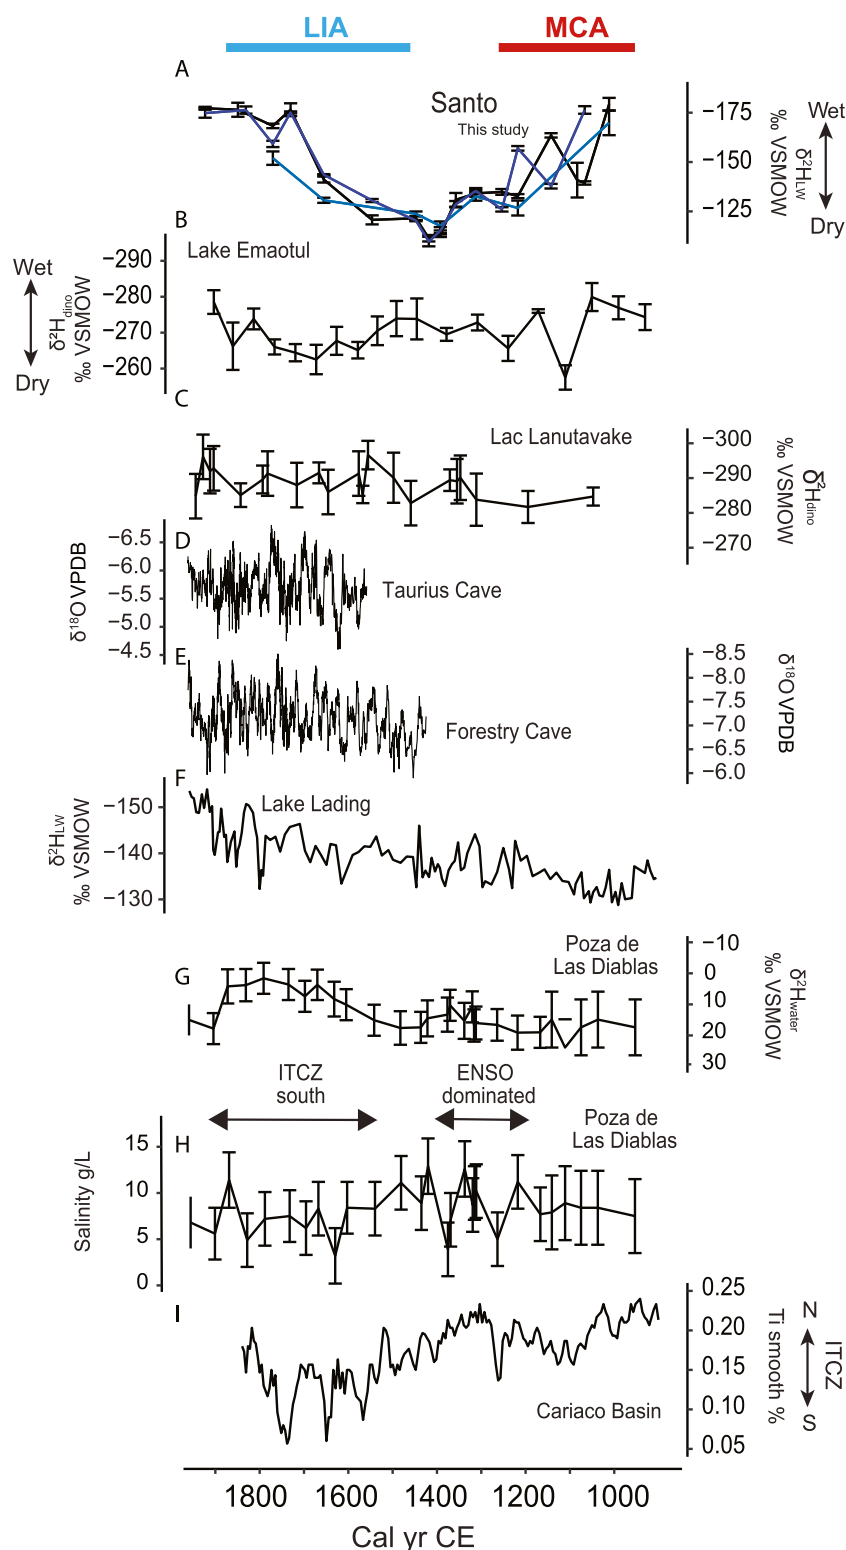 LIA MCA
A
Santo
This study
−175
−150
−125
‰ VSMOW
δ²HLW
Wet
Dry
B
Lake Emaotul
Wet
Dry
δ²Hdino
‰ VSMOW
−290
−280
−270
−260
C
Lac Lanutavake
−300
−290
−280
−270
‰ VSMOW
δ²Hdino
D
δ¹⁸O VPDB
−6.5
−6.0
−5.5
−5.0
−4.5
Taurius Cave
E
Forestry Cave
−8.5
−8.0
−7.5
−7.0
−6.5
−6.0
δ¹⁸O VPDB
F
Lake Lading
δ²HLW
‰ VSMOW
−150
−140
−130
G
Poza de
Las Diablas
−10
0
10
20
30
‰ VSMOW
δ²Hwater
ITCZ
south
ENSO
dominated
H
Poza de
Las Diablas
Salinity g/L
15
10
5
0
I
Cariaco Basin
0.25
0.20
0.15
0.10
0.05
Ti smooth %
N
S
ITCZ
1800 1600 1400 1200 1000
Cal yr CE